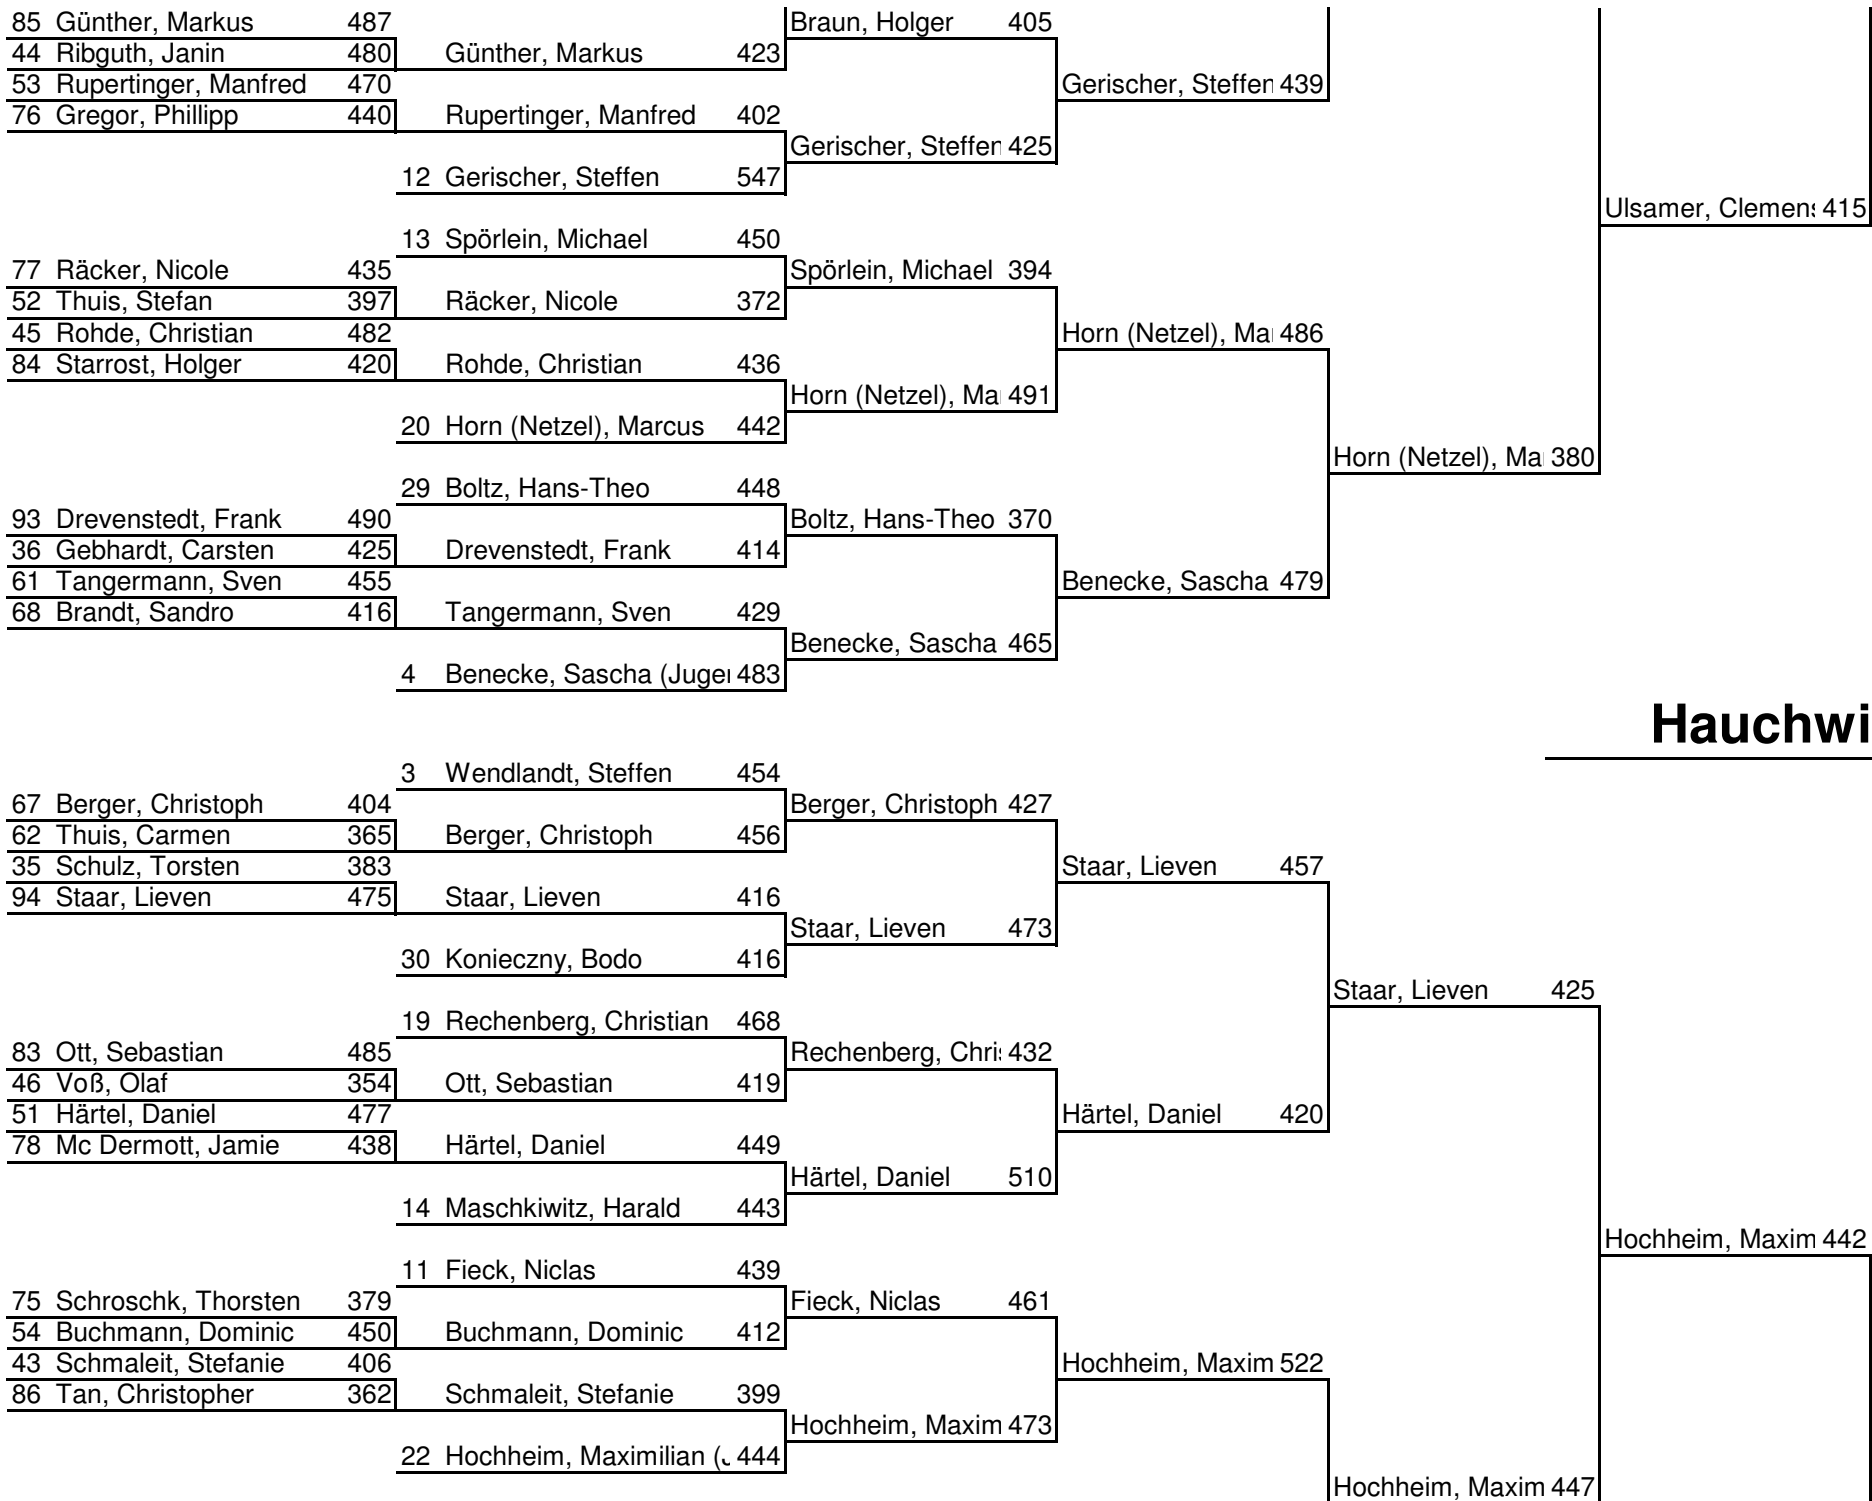 85 Günther, Markus 487 Braun, Holger 405
44 Ribguth, Janin 480 Günther, Markus 423
53 Rupertinger, Manfred 470 Gerischer, Steffen 439
76 Gregor, Phillipp 440 Rupertinger, Manfred 402
Gerischer, Steffen 425
12 Gerischer, Steffen 547
Ulsamer, Clemens 415
13 Spörlein, Michael 450
77 Räcker, Nicole 435 Spörlein, Michael 394
52 Thuis, Stefan 397 Räcker, Nicole 372
45 Rohde, Christian 482 Horn (Netzel), Ma 486
84 Starrost, Holger 420 Rohde, Christian 436
Horn (Netzel), Ma 491
20 Horn (Netzel), Marcus 442
Horn (Netzel), Ma 380
29 Boltz, Hans-Theo 448
93 Drevenstedt, Frank 490 Boltz, Hans-Theo 370
36 Gebhardt, Carsten 425 Drevenstedt, Frank 414
61 Tangermann, Sven 455 Benecke, Sascha 479
68 Brandt, Sandro 416 Tangermann, Sven 429
Benecke, Sascha 465
4 Benecke, Sascha (Juge 483
Hauchwi
3 Wendlandt, Steffen 454
67 Berger, Christoph 404 Berger, Christoph 427
62 Thuis, Carmen 365 Berger, Christoph 456
35 Schulz, Torsten 383 Staar, Lieven 457
94 Staar, Lieven 475 Staar, Lieven 416
Staar, Lieven 473
30 Konieczny, Bodo 416
Staar, Lieven 425
19 Rechenberg, Christian 468
83 Ott, Sebastian 485 Rechenberg, Chris 432
46 Voß, Olaf 354 Ott, Sebastian 419
51 Härtel, Daniel 477 Härtel, Daniel 420
78 Mc Dermott, Jamie 438 Härtel, Daniel 449
Härtel, Daniel 510
14 Maschkiwitz, Harald 443
Hochheim, Maxim 442
11 Fieck, Niclas 439
75 Schroschk, Thorsten 379 Fieck, Niclas 461
54 Buchmann, Dominic 450 Buchmann, Dominic 412
43 Schmaleit, Stefanie 406 Hochheim, Maxim 522
86 Tan, Christopher 362 Schmaleit, Stefanie 399
Hochheim, Maxim 473
22 Hochheim, Maximilian ( 444
Hochheim, Maxim 447